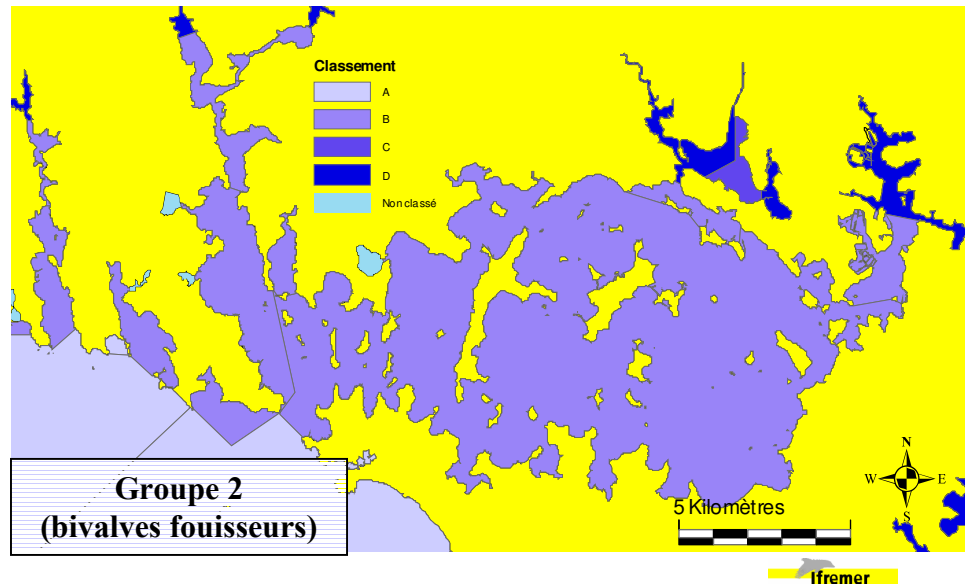 Classement
A
B
C
D
Non classé
Groupe 2
(bivalves fouisseurs)
N
W
E
S
5 Kilomètres
Ifremer